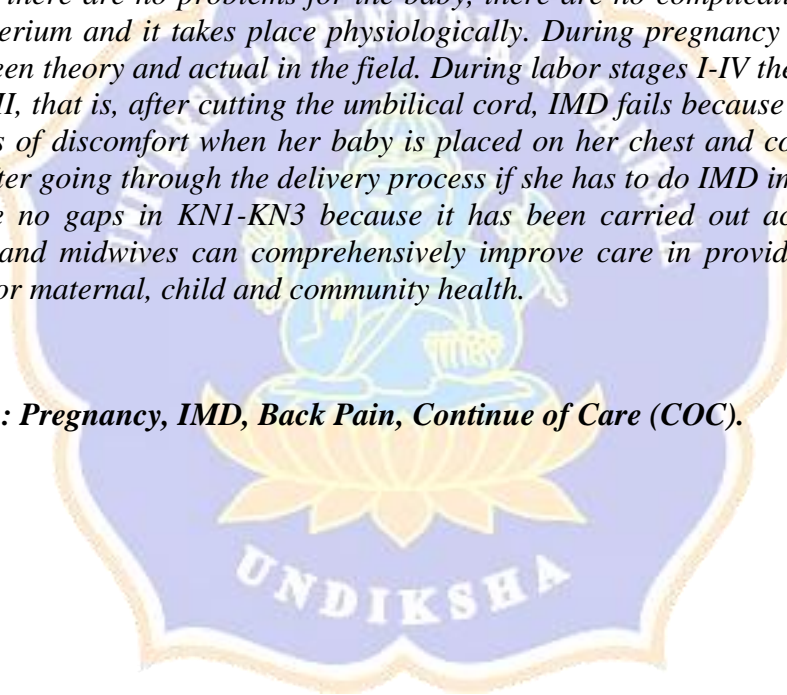 there are no problems for the baby, there are no complicati
erium and it takes place physiologically. During pregnancy
een theory and actual in the field. During labor stages I-IV the
II, that is, after cutting the umbilical cord, IMD fails because
s of discomfort when her baby is placed on her chest and co
ter going through the delivery process if she has to do IMD in
e no gaps in KN1-KN3 because it has been carried out ac
and midwives can comprehensively improve care in provid
or maternal, child and community health.
: Pregnancy, IMD, Back Pain, Continue of Care (COC).
UNDIKSHA